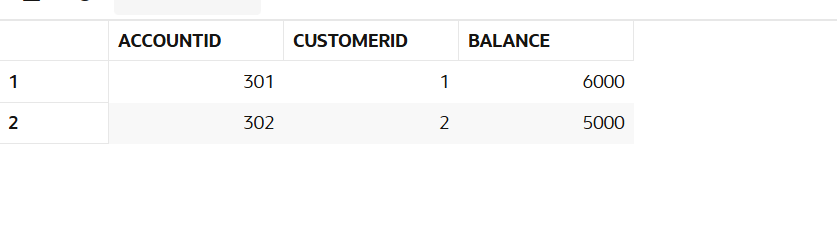 ACCOUNTID CUSTOMERID BALANCE
1 301 1 6000
2 302 2 5000